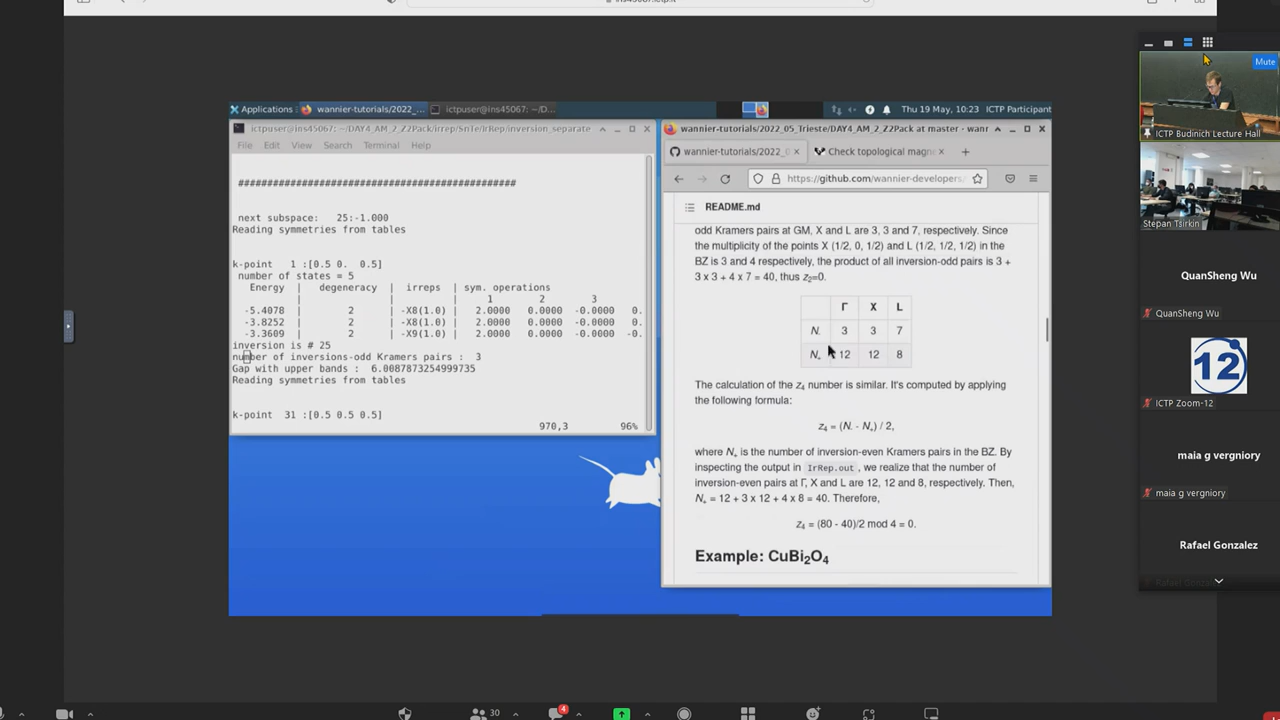 Applications
wannier-tutorials/2022_...
ictpuser@ins45067: ~/D...
Thu 19 May, 10:23
ICTP Participant
ictpuser@ins45067: ~/DAY4_AM_2_Z2Pack/irrep/SnTe/IrRep/inversion_separate
File Edit View Search Terminal Help
################################################
next subspace: 25:-1.000
Reading symmetries from tables
k-point 1 :[0.5 0. 0.5]
number of states = 5
Energy | degeneracy | irreps | sym. operations
| | | 1 2 3
-5.4078 | 2 | -X8(1.0) | 2.0000 0.0000 -0.0000 0.
-3.8252 | 2 | -X8(1.0) | 2.0000 0.0000 -0.0000 0.
-3.3609 | 2 | -X9(1.0) | 2.0000 0.0000 -0.0000 -0.
inversion is # 25
number of inversions-odd Kramers pairs : 3
Gap with upper bands : 6.0087873254999735
Reading symmetries from tables
k-point 31 :[0.5 0.5 0.5]
970,3 96%
wannier-tutorials/2022_05_Trieste/DAY4_AM_2_Z2Pack at master · wanr
wannier-tutorials/2022_0
Check topological magne
https://github.com/wannier-developers.
README.md
odd Kramers pairs at GM, X and L are 3, 3 and 7, respectively. Since
the multiplicity of the points X (1/2, 0, 1/2) and L (1/2, 1/2, 1/2) in the
BZ is 3 and 4 respectively, the product of all inversion-odd pairs is 3 +
3 x 3 + 4 x 7 = 40, thus z₂=0.
Γ X L
N₋ 3 3 7
N₊ 12 12 8
The calculation of the z₄ number is similar. It's computed by applying
the following formula:
z₄ = (N₋ - N₊) / 2,
where N₊ is the number of inversion-even Kramers pairs in the BZ. By
inspecting the output in IrRep.out , we realize that the number of
inversion-even pairs at Γ, X and L are 12, 12 and 8, respectively. Then,
N₊ = 12 + 3 x 12 + 4 x 8 = 40. Therefore,
z₄ = (80 - 40)/2 mod 4 = 0.
Example: CuBi₂O₄
Mute
ICTP Budinich Lecture Hall
Stepan Tsirkin
QuanSheng Wu
QuanSheng Wu
12
ICTP Zoom-12
maia g vergniory
maia g vergniory
Rafael Gonzalez
30
4